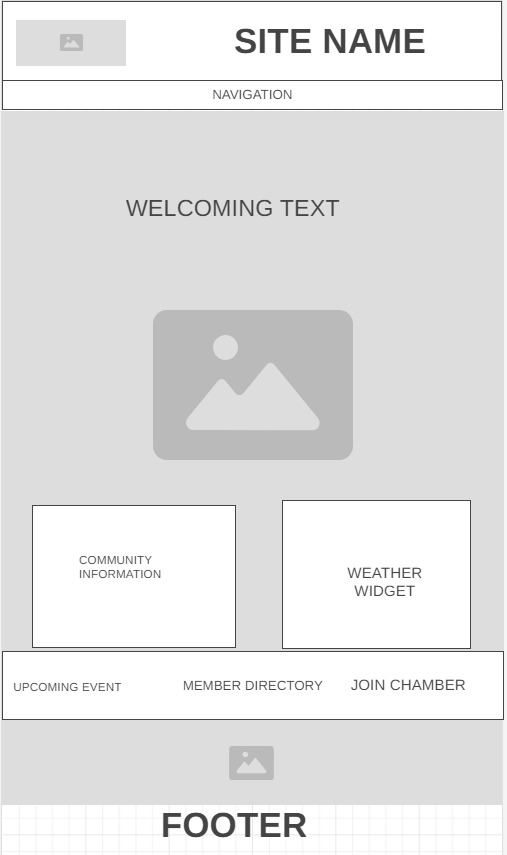 SITE NAME
NAVIGATION
WELCOMING TEXT
COMMUNITY
INFORMATION
WEATHER
WIDGET
UPCOMING EVENT
MEMBER DIRECTORY
JOIN CHAMBER
FOOTER